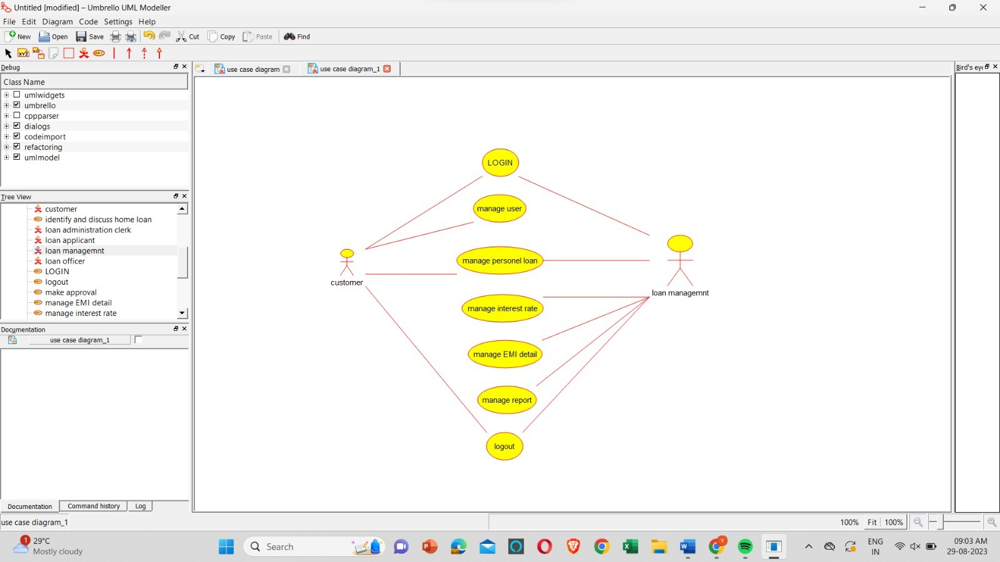 Untitled [modified] – Umbrello UML Modeller
File Edit Diagram Code Settings Help
New Open Save Cut Copy Paste Find
XYZ ABC
Debug
Class Name
umlwidgets
umbrello
cppparser
dialogs
codeimport
refactoring
umlmodel
Tree View
customer
identify and discuss home loan
loan administration clerk
loan applicant
loan managemnt
loan officer
LOGIN
logout
make approval
manage EMI detail
manage interest rate
Documentation
use case diagram_1
Documentation Command history Log
use case diagram_1
use case diagram use case diagram_1
LOGIN
manage user
manage personel loan
manage interest rate
manage EMI detail
manage report
logout
customer
loan managemnt
Bird's eye
100% Fit 100%
1
29°C
Mostly cloudy
Search
ENG
IN
09:03 AM
29-08-2023